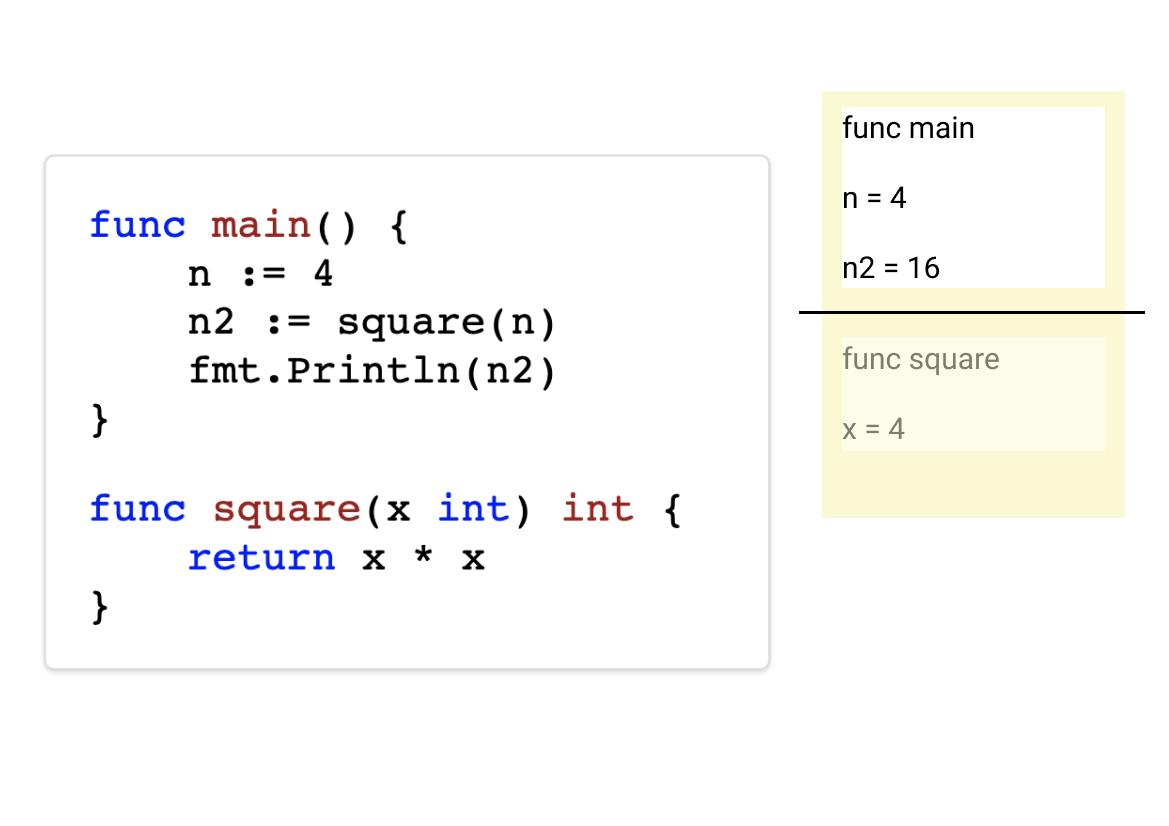 func main() {
    n := 4
    n2 := square(n)
    fmt.Println(n2)
}

func square(x int) int {
    return x * x
}
func main
n = 4
n2 = 16
func square
x = 4